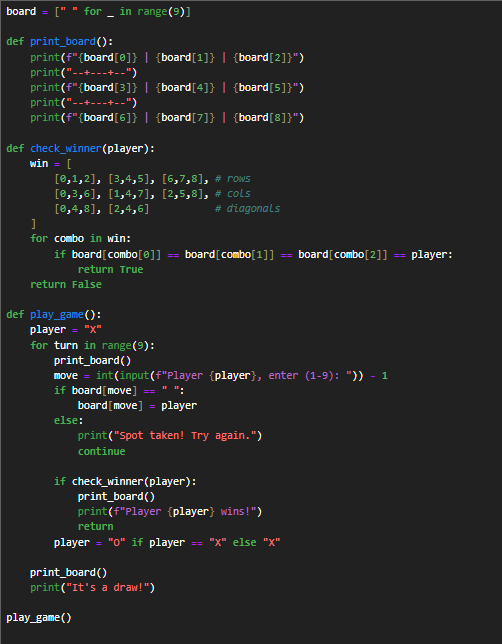 board = [" " for _ in range(9)]

def print_board():
    print(f"{board[0]} | {board[1]} | {board[2]}")
    print("--+---+--")
    print(f"{board[3]} | {board[4]} | {board[5]}")
    print("--+---+--")
    print(f"{board[6]} | {board[7]} | {board[8]}")

def check_winner(player):
    win = [
        [0,1,2], [3,4,5], [6,7,8], # rows
        [0,3,6], [1,4,7], [2,5,8], # cols
        [0,4,8], [2,4,6]           # diagonals
    ]
    for combo in win:
        if board[combo[0]] == board[combo[1]] == board[combo[2]] == player:
            return True
    return False

def play_game():
    player = "X"
    for turn in range(9):
        print_board()
        move = int(input(f"Player {player}, enter (1-9): ")) - 1
        if board[move] == " ":
            board[move] = player
        else:
            print("Spot taken! Try again.")
            continue

        if check_winner(player):
            print_board()
            print(f"Player {player} wins!")
            return
        player = "O" if player == "X" else "X"

    print_board()
    print("It's a draw!")

play_game()